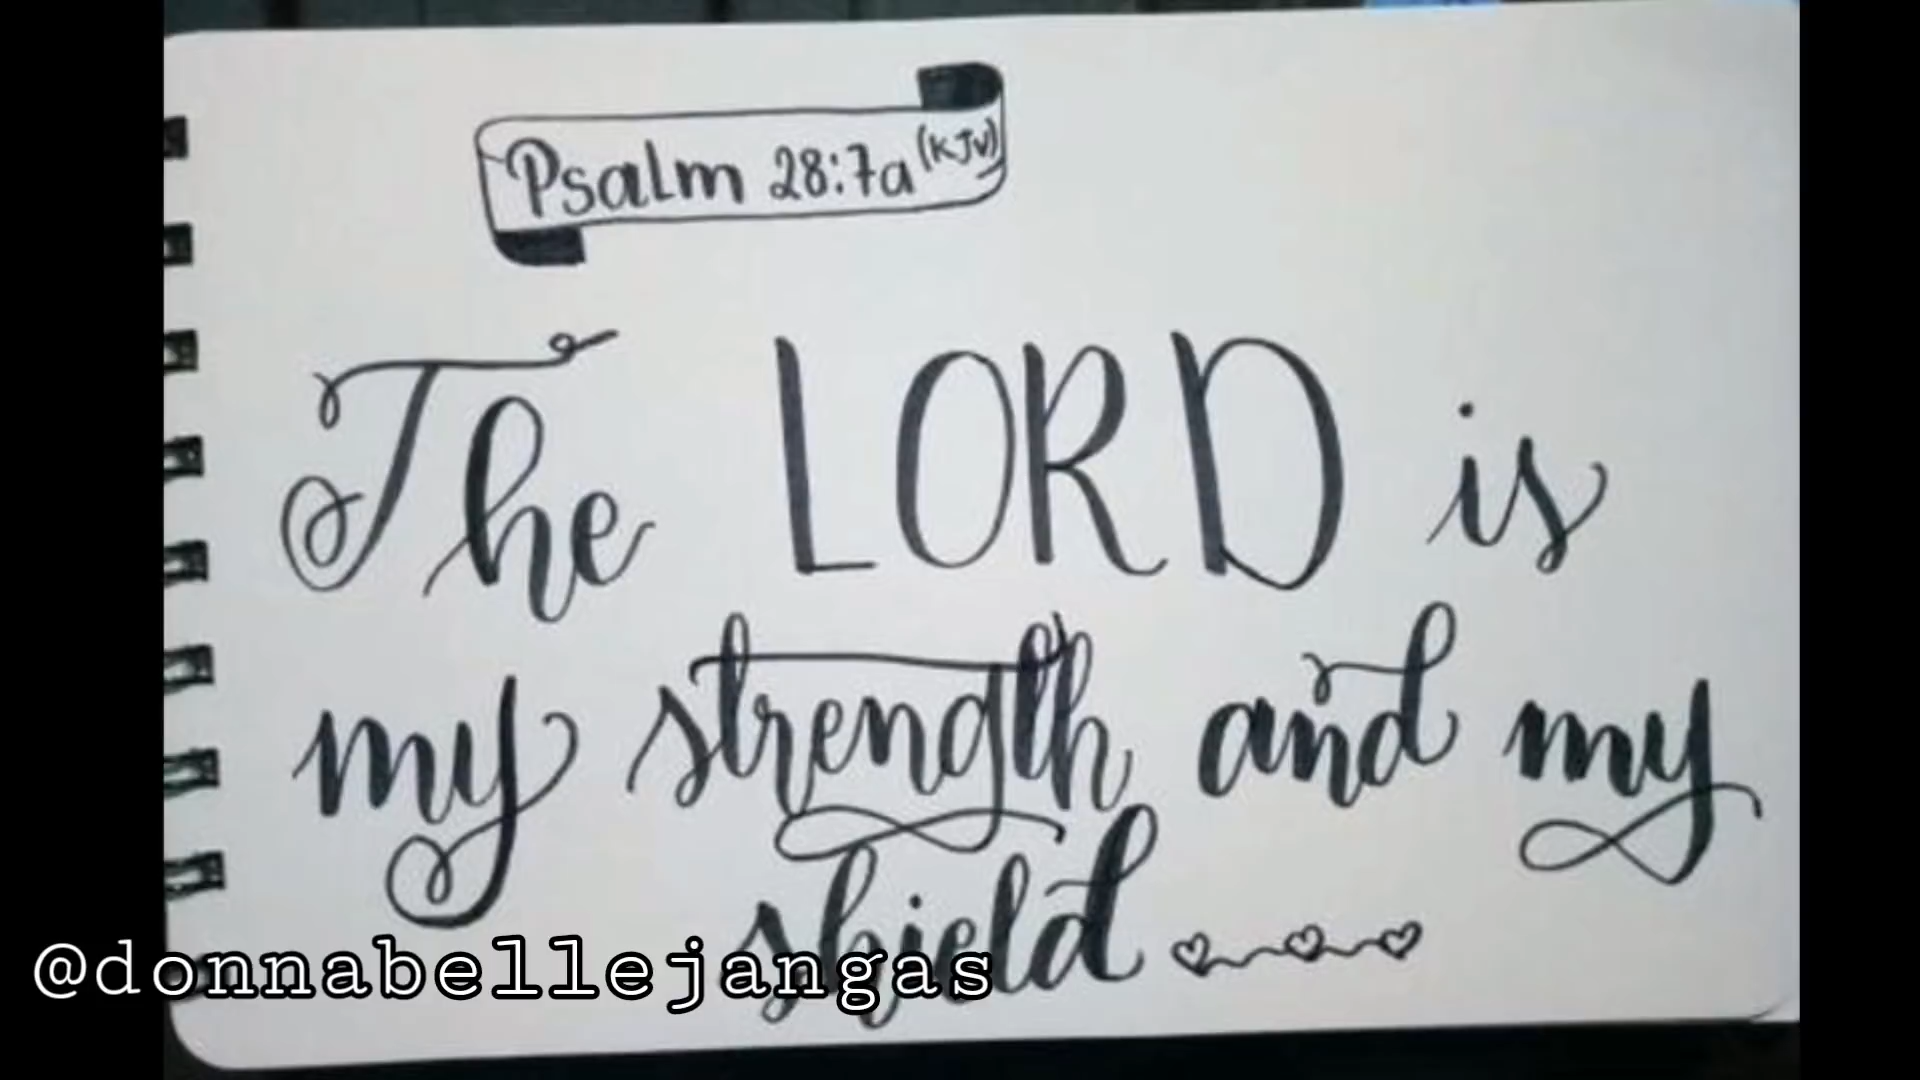 Psalm 28:7a (KJV)
The LORD is
my strength and my
shield
@donnabellejangas